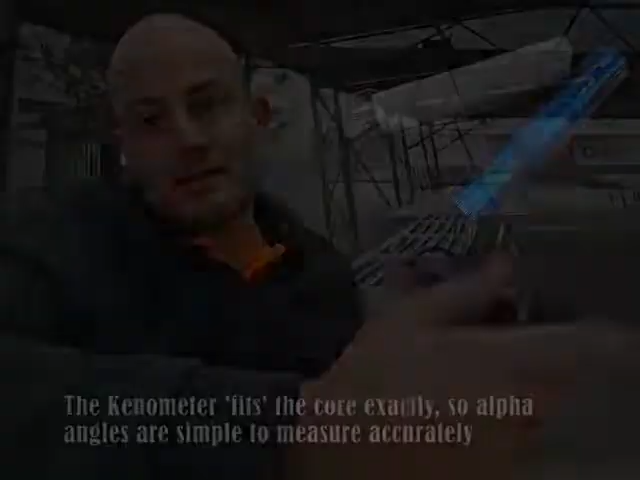 The Kenometer 'fits' the core exactly, so alpha
angles are simple to measure accurately